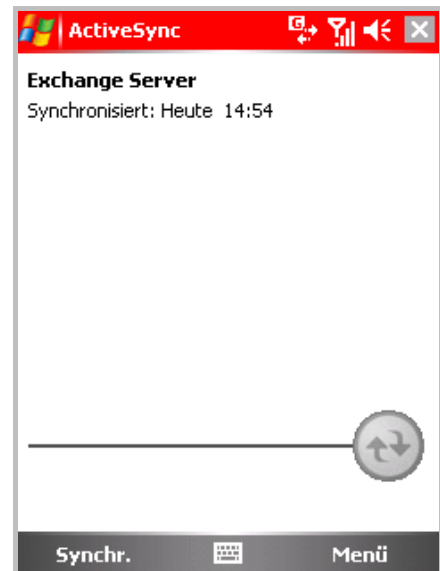 ActiveSync
Exchange Server
Synchronisiert: Heute 14:54
Synchr.
Menü